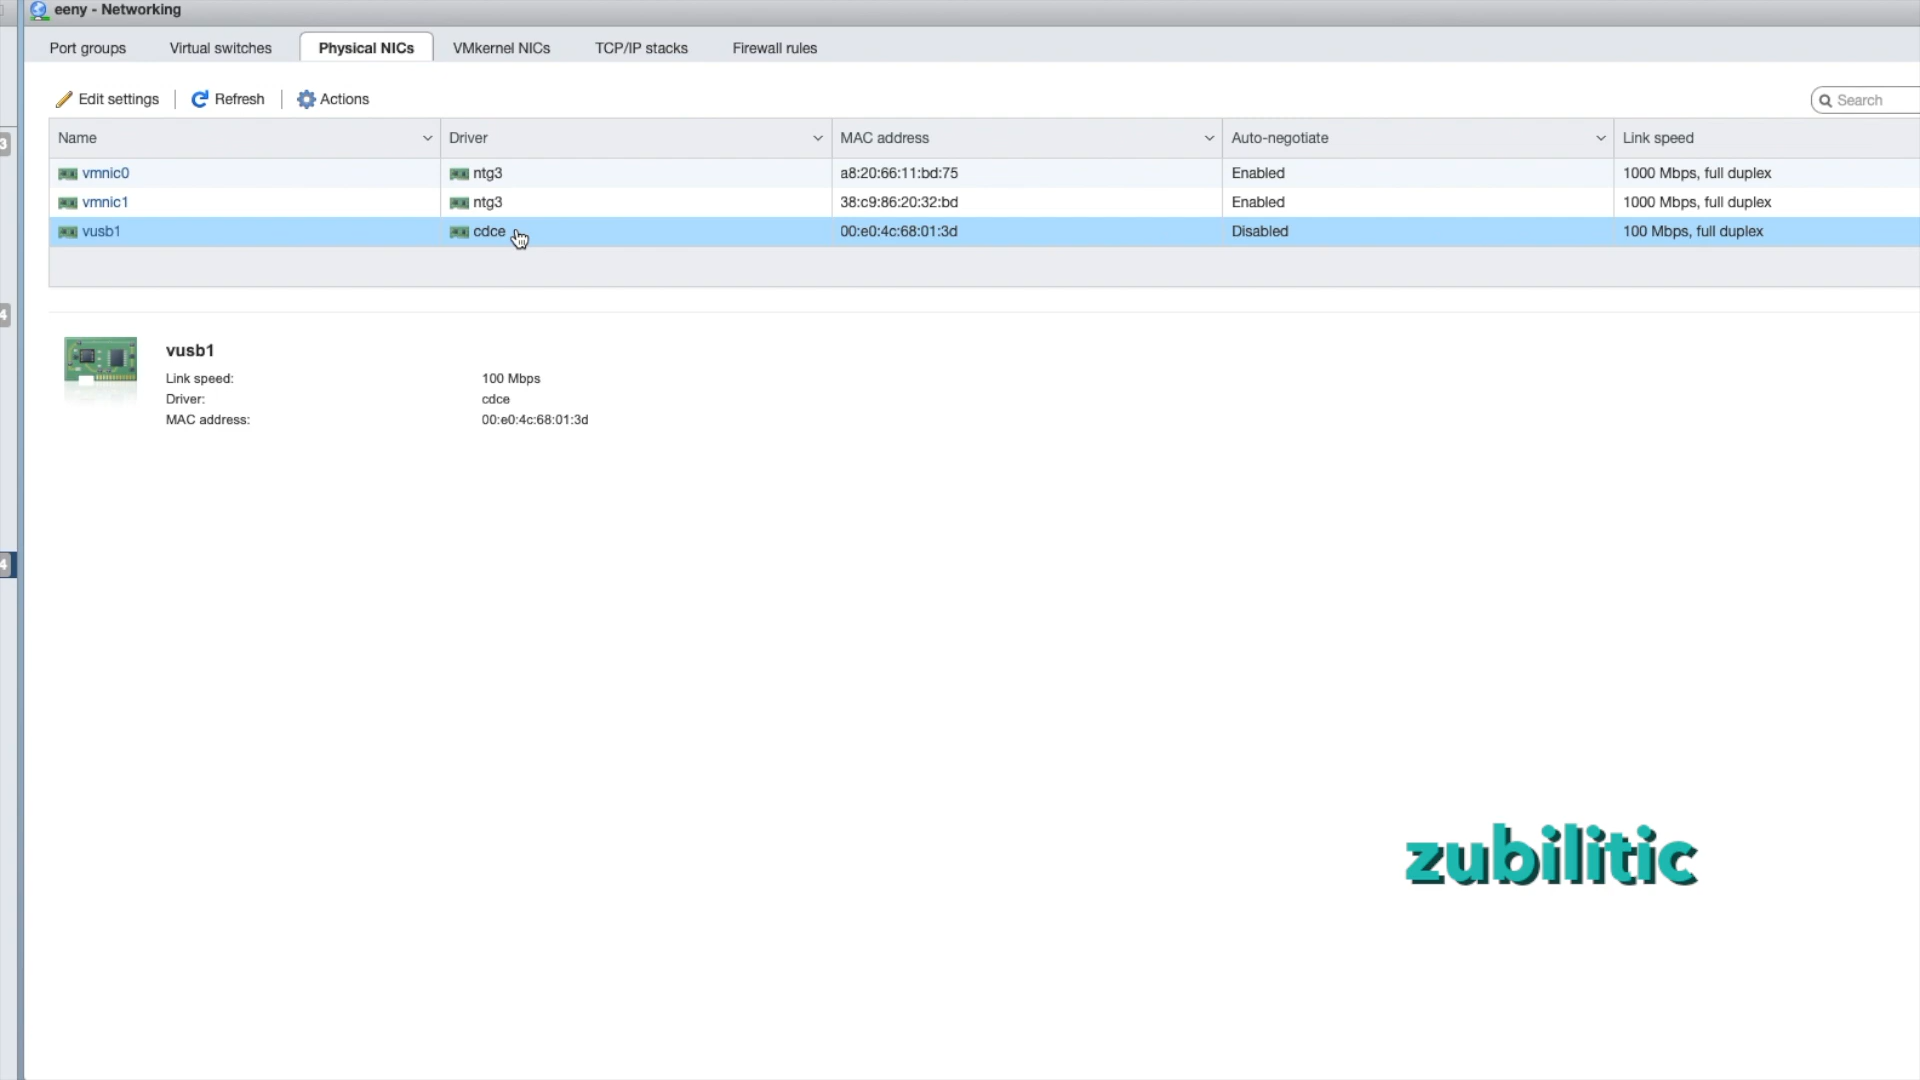 eeny - Networking
Port groups Virtual switches Physical NICs VMkernel NICs TCP/IP stacks Firewall rules
Edit settings Refresh Actions Search
Name Driver MAC address Auto-negotiate Link speed
vmnic0 ntg3 a8:20:66:11:bd:75 Enabled 1000 Mbps, full duplex
vmnic1 ntg3 38:c9:86:20:32:bd Enabled 1000 Mbps, full duplex
vusb1 cdce 00:e0:4c:68:01:3d Disabled 100 Mbps, full duplex
3
4
vusb1
Link speed: 100 Mbps
Driver: cdce
MAC address: 00:e0:4c:68:01:3d
4
zubilitic